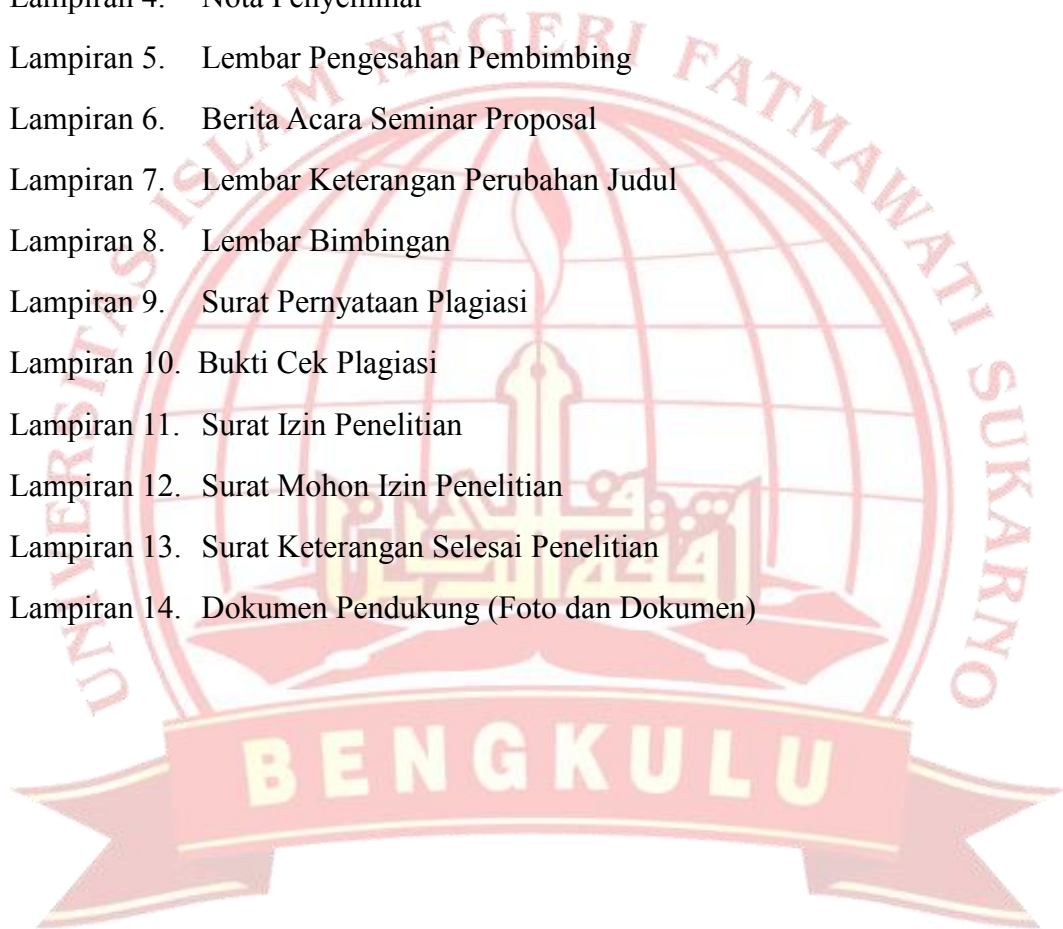 Lampiran 4. Nota Penyeminar
Lampiran 5. Lembar Pengesahan Pembimbing
Lampiran 6. Berita Acara Seminar Proposal
Lampiran 7. Lembar Keterangan Perubahan Judul
Lampiran 8. Lembar Bimbingan
Lampiran 9. Surat Pernyataan Plagiasi
Lampiran 10. Bukti Cek Plagiasi
Lampiran 11. Surat Izin Penelitian
Lampiran 12. Surat Mohon Izin Penelitian
Lampiran 13. Surat Keterangan Selesai Penelitian
Lampiran 14. Dokumen Pendukung (Foto dan Dokumen)
UNIVERSITAS ISLAM NEGERI FATMAWATI SUKARNO
BENGKULU